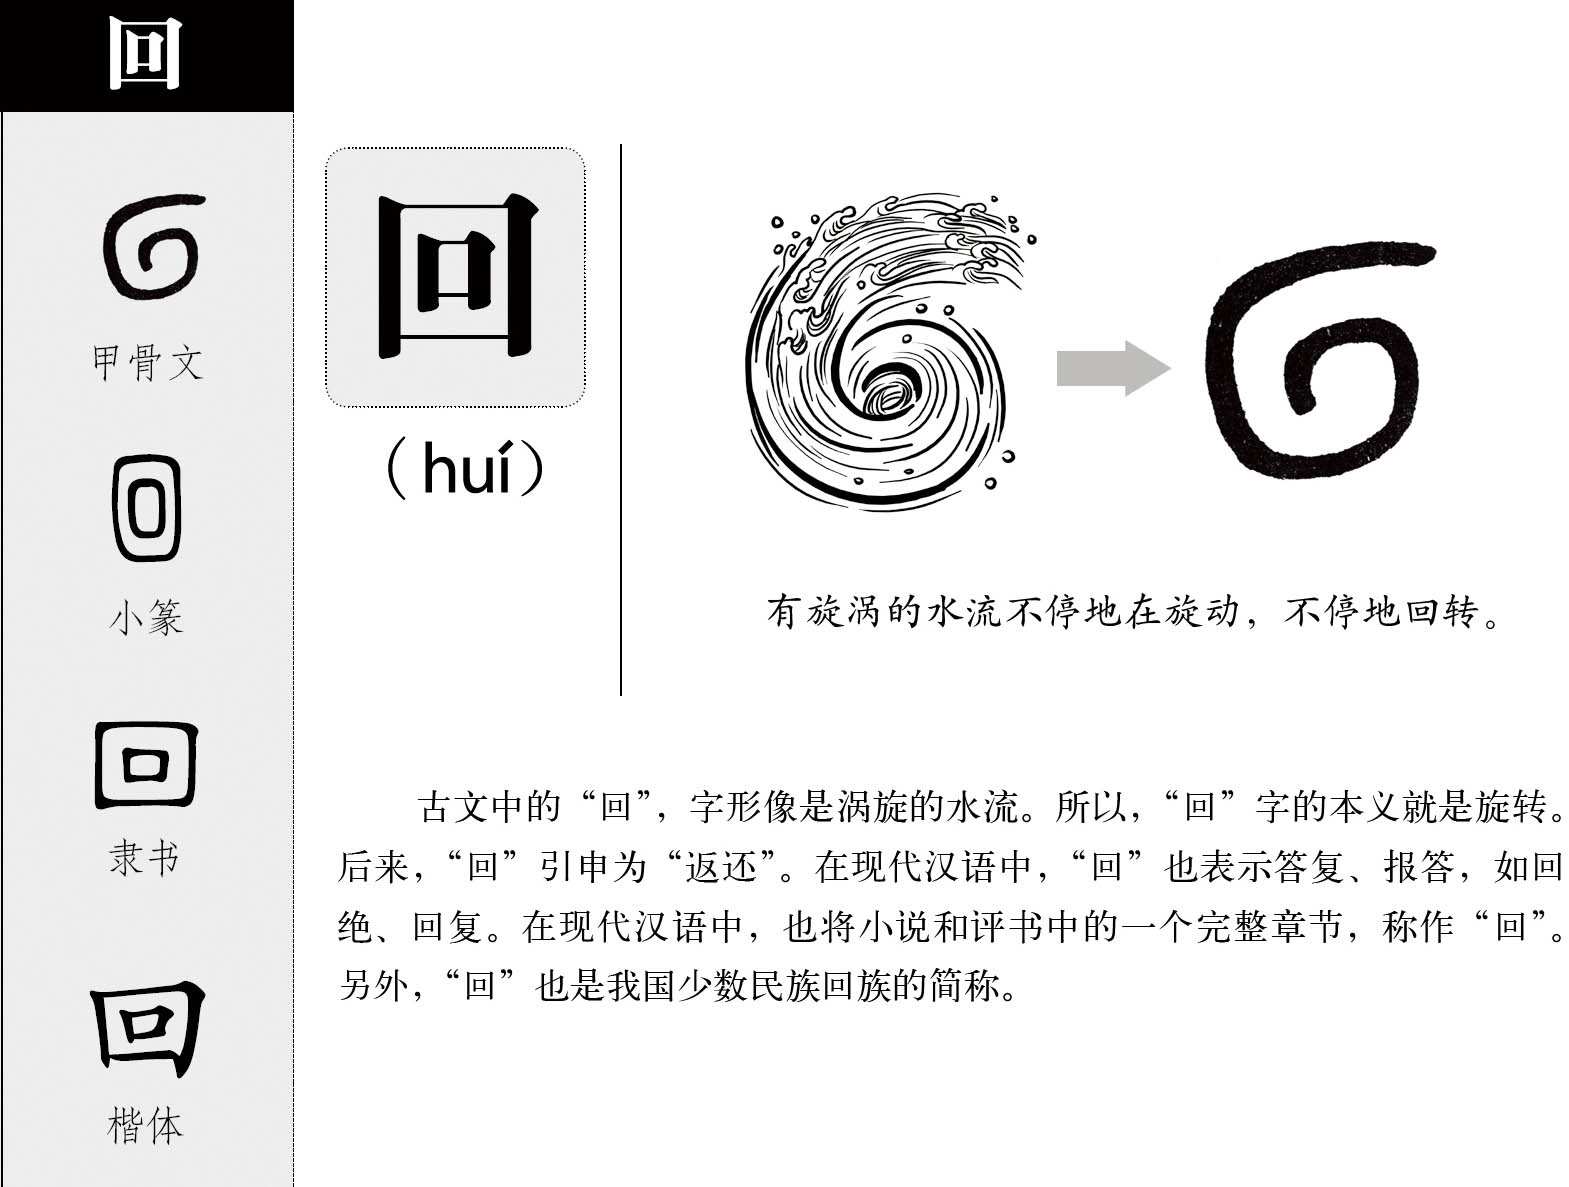 回
甲骨文
小篆
隶书
回
楷体
回
（huí）
有旋涡的水流不停地在旋动，不停地回转。
古文中的“回”，字形像是涡旋的水流。所以，“回”字的本义就是旋转。
后来，“回”引申为“返还”。在现代汉语中，“回”也表示答复、报答，如回
绝、回复。在现代汉语中，也将小说和评书中的一个完整章节，称作“回”。
另外，“回”也是我国少数民族回族的简称。